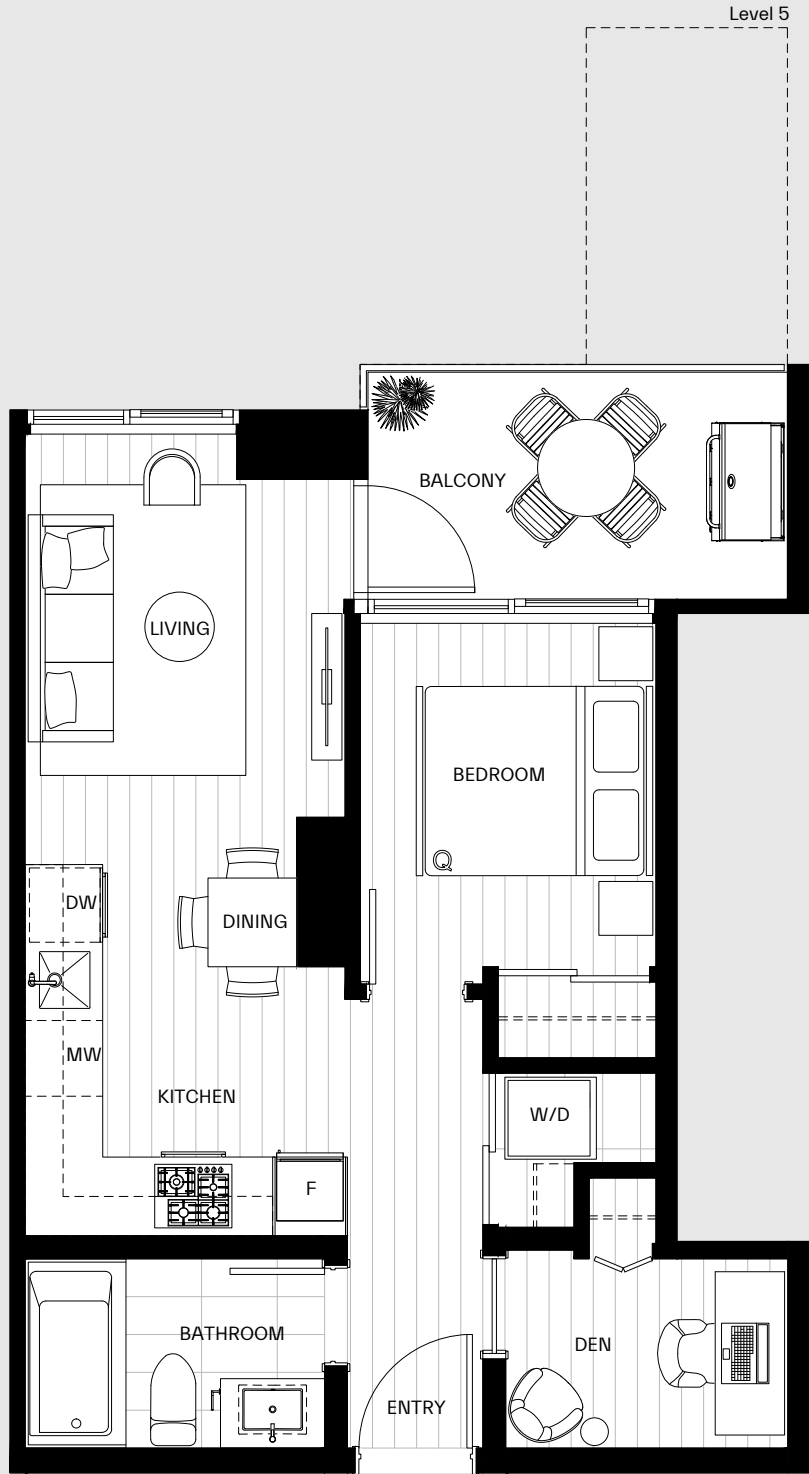 Level 5
BALCONY
LIVING
BEDROOM
Q
DW
DINING
MW
KITCHEN
W/D
F
BATHROOM
DEN
ENTRY